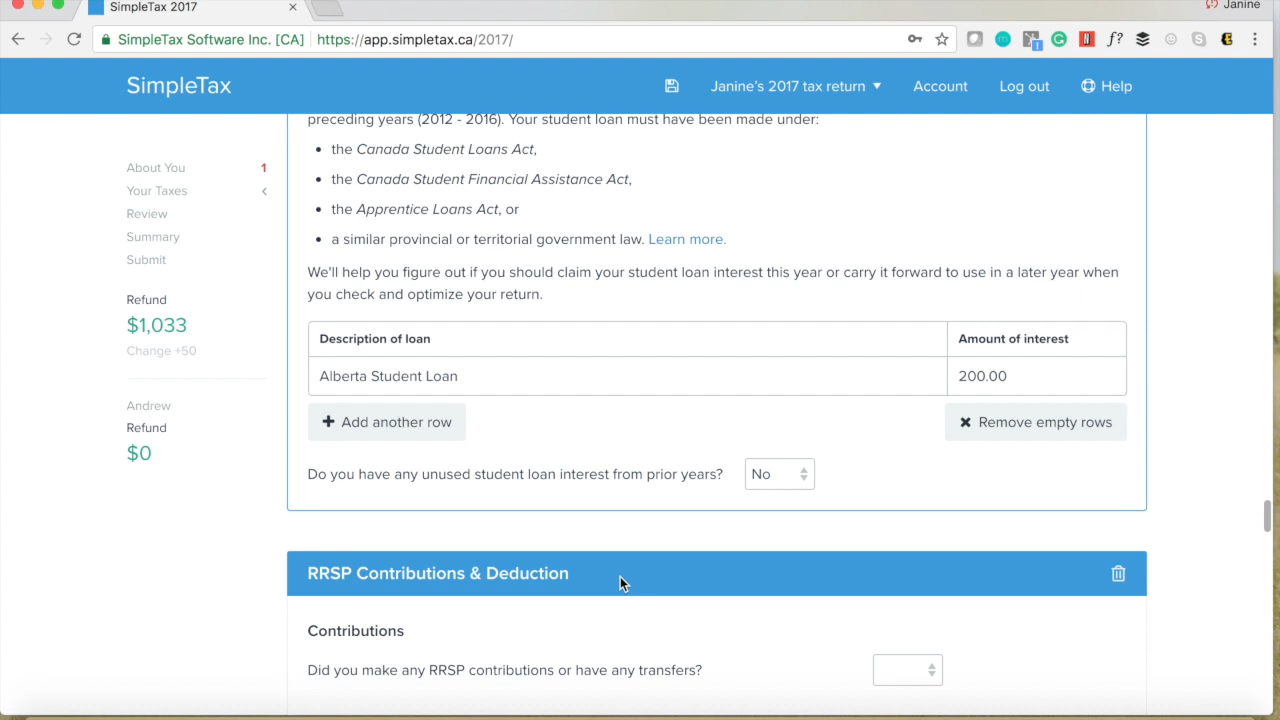 SimpleTax 2017
Janine
SimpleTax Software Inc. [CA] https://app.simpletax.ca/2017/
SimpleTax
Janine's 2017 tax return
Account
Log out
Help
preceding years (2012 - 2016). Your student loan must have been made under:
• the Canada Student Loans Act,
• the Canada Student Financial Assistance Act,
• the Apprentice Loans Act, or
• a similar provincial or territorial government law. Learn more.
We'll help you figure out if you should claim your student loan interest this year or carry it forward to use in a later year when
you check and optimize your return.
About You 1
Your Taxes
Review
Summary
Submit
Refund
$1,033
Change +50
Andrew
Refund
$0
Description of loan Amount of interest
Alberta Student Loan 200.00
Add another row
Remove empty rows
Do you have any unused student loan interest from prior years? No
RRSP Contributions & Deduction
Contributions
Did you make any RRSP contributions or have any transfers?